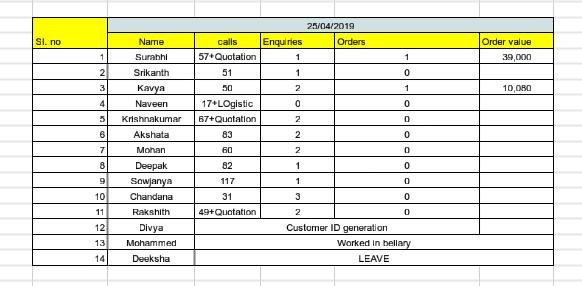 25/04/2019
Sl. no Name calls Enquiries Orders Order value
1 Surabhi 57+Quotation 1 1 39,000
2 Srikanth 51 1 0
3 Kavya 50 2 1 10,080
4 Naveen 17+LOgistic 0 0
5 Krishnakumar 67+Quotation 2 0
6 Akshata 83 2 0
7 Mohan 60 2 0
8 Deepak 82 1 0
9 Sowjanya 117 1 0
10 Chandana 31 3 0
11 Rakshith 49+Quotation 2 0
12 Divya Customer ID generation
13 Mohammed Worked in bellary
14 Deeksha LEAVE